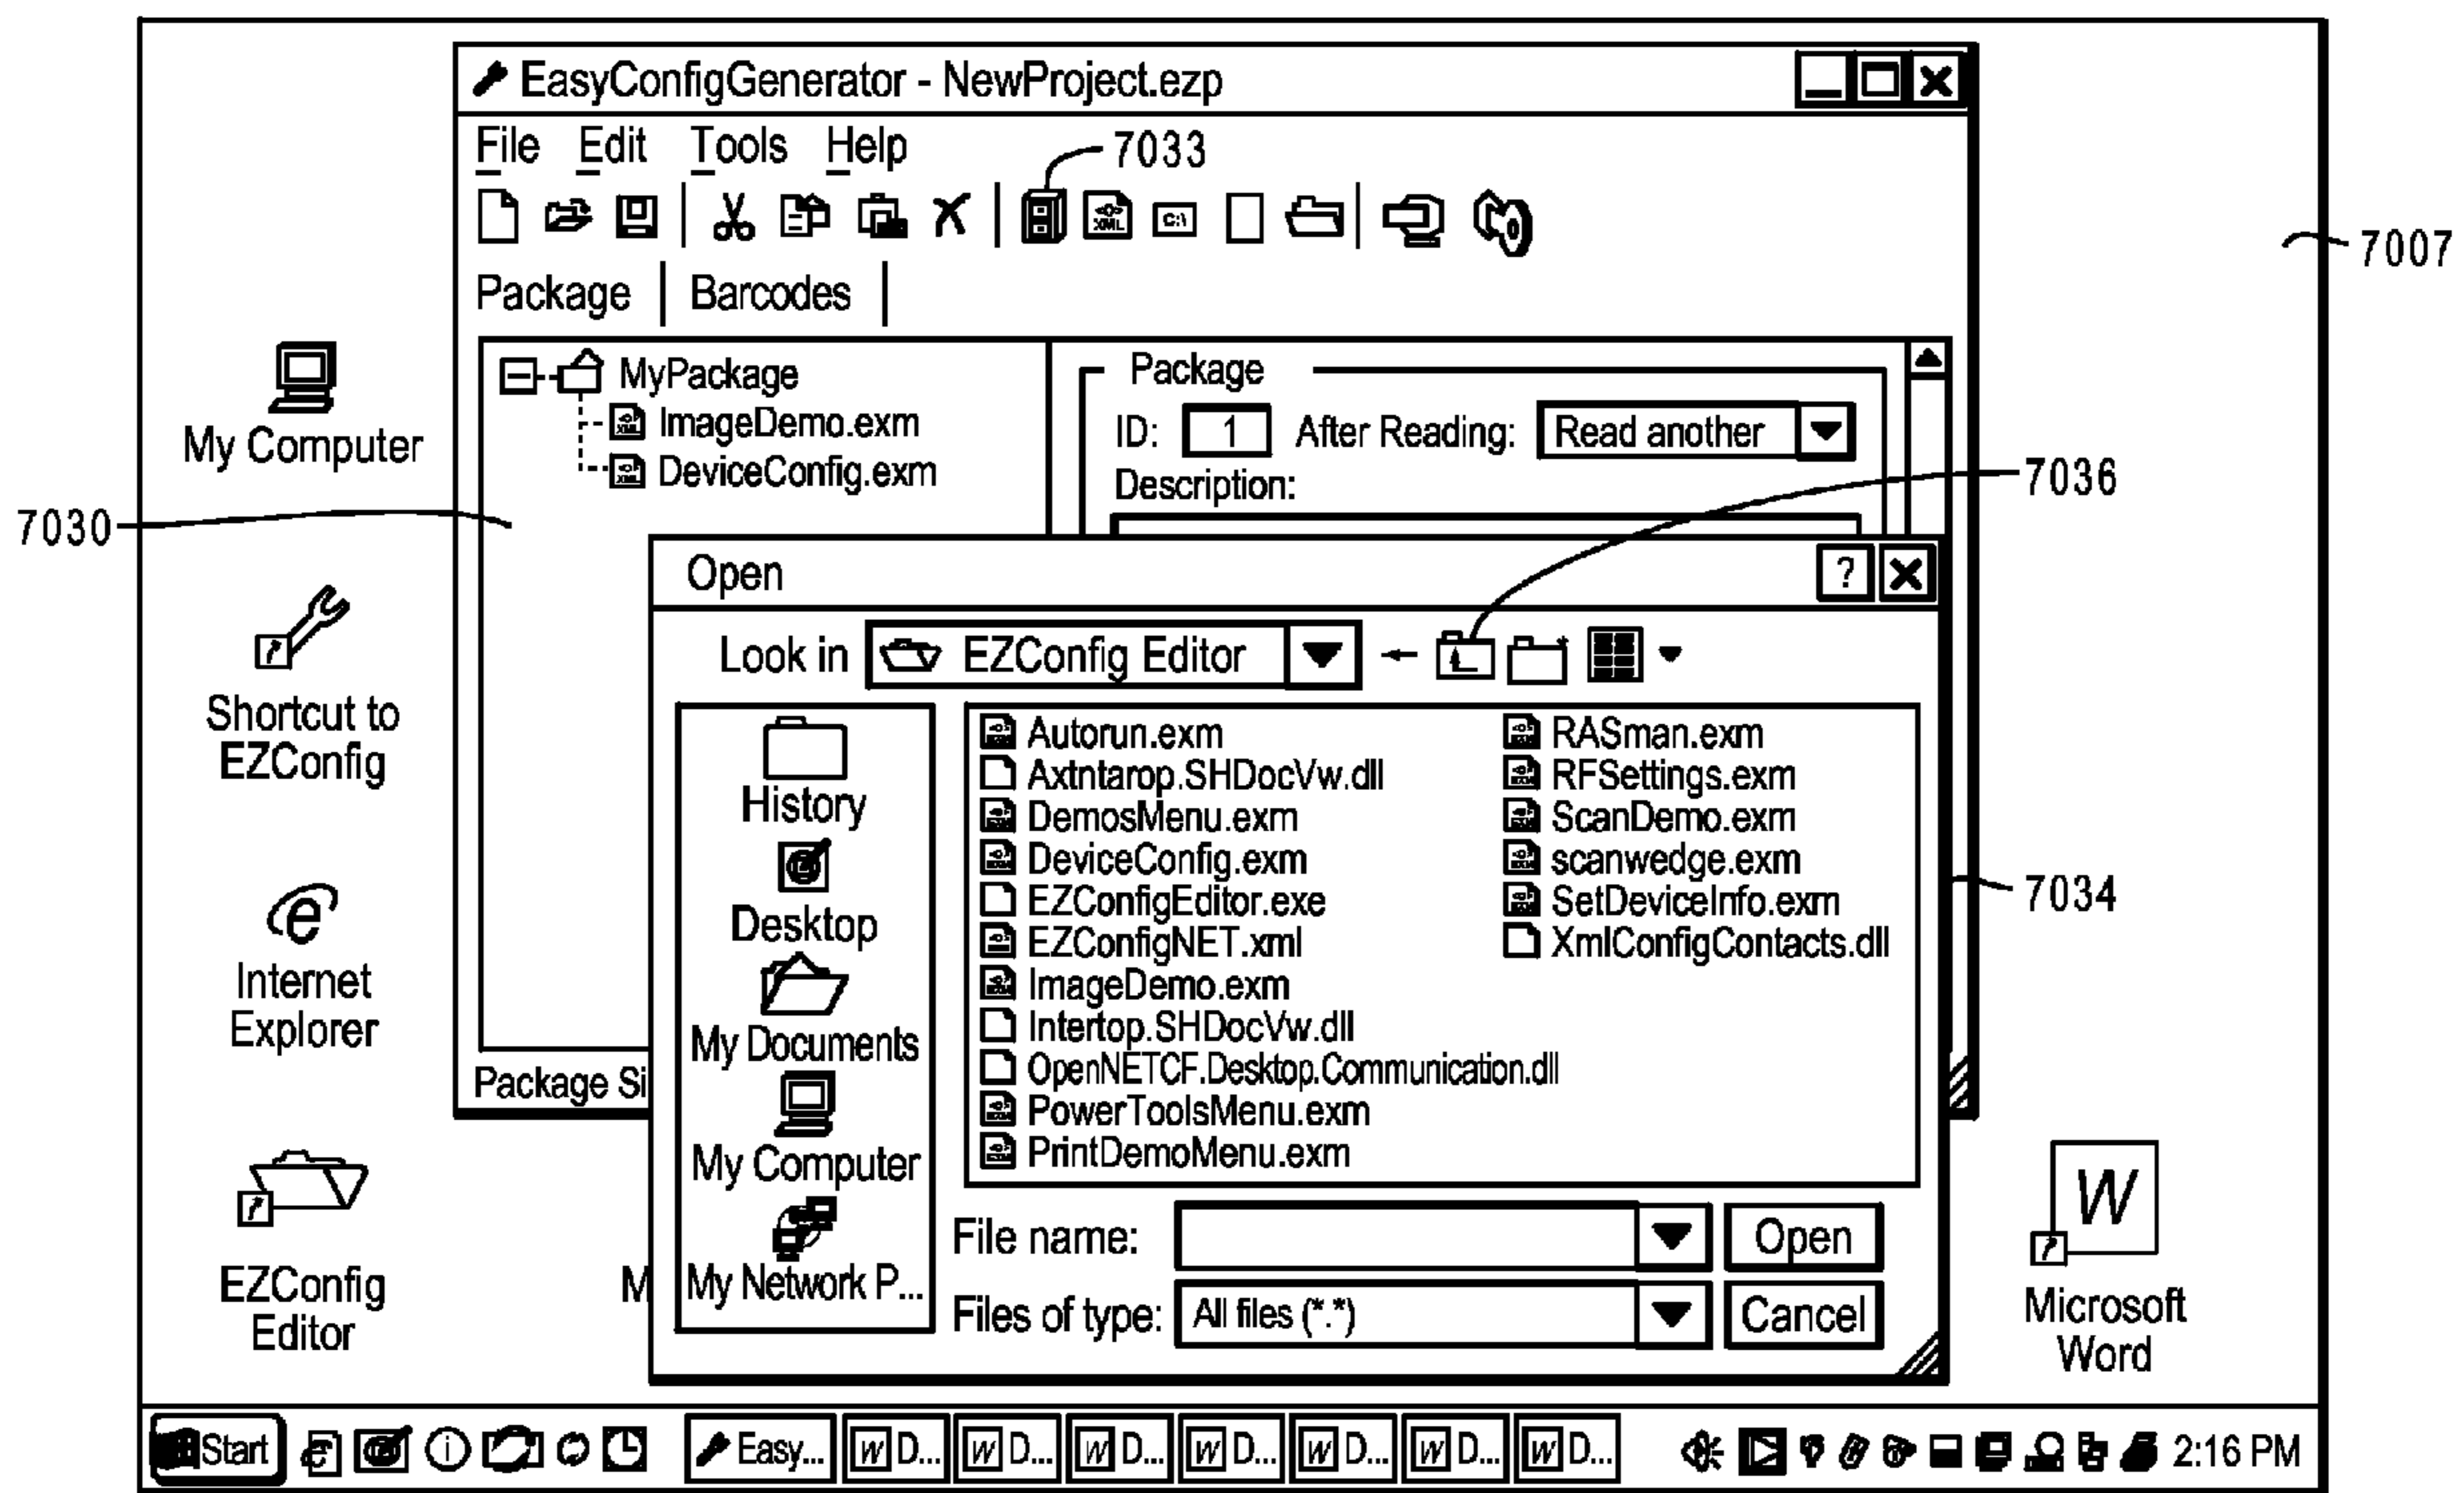 EasyConfigGenerator - NewProject.ezp
File Edit Tools Help
7033
XML
C:\
7007
Package Barcodes
MyPackage
ImageDemo.exm
DeviceConfig.exm
Package
ID: 1 After Reading: Read another
Description:
7036
7030
My Computer
Shortcut to
EZConfig
Internet
Explorer
EZConfig
Editor
Package Si
M
Open
?
Look in EZConfig Editor
History
Desktop
My Documents
My Computer
My Network P...
Autorun.exm
Axtntarop.SHDocVw.dll
DemosMenu.exm
DeviceConfig.exm
EZConfigEditor.exe
EZConfigNET.xml
ImageDemo.exm
Intertop.SHDocVw.dll
OpenNETCF.Desktop.Communication.dll
PowerToolsMenu.exm
PrintDemoMenu.exm
RASman.exm
RFSettings.exm
ScanDemo.exm
scanwedge.exm
SetDeviceInfo.exm
XmlConfigContacts.dll
7034
File name: Open
Files of type: All files (*.*) Cancel
W
Microsoft
Word
Start Easy... W D... W D... W D... W D... W D... W D... W D... 2:16 PM